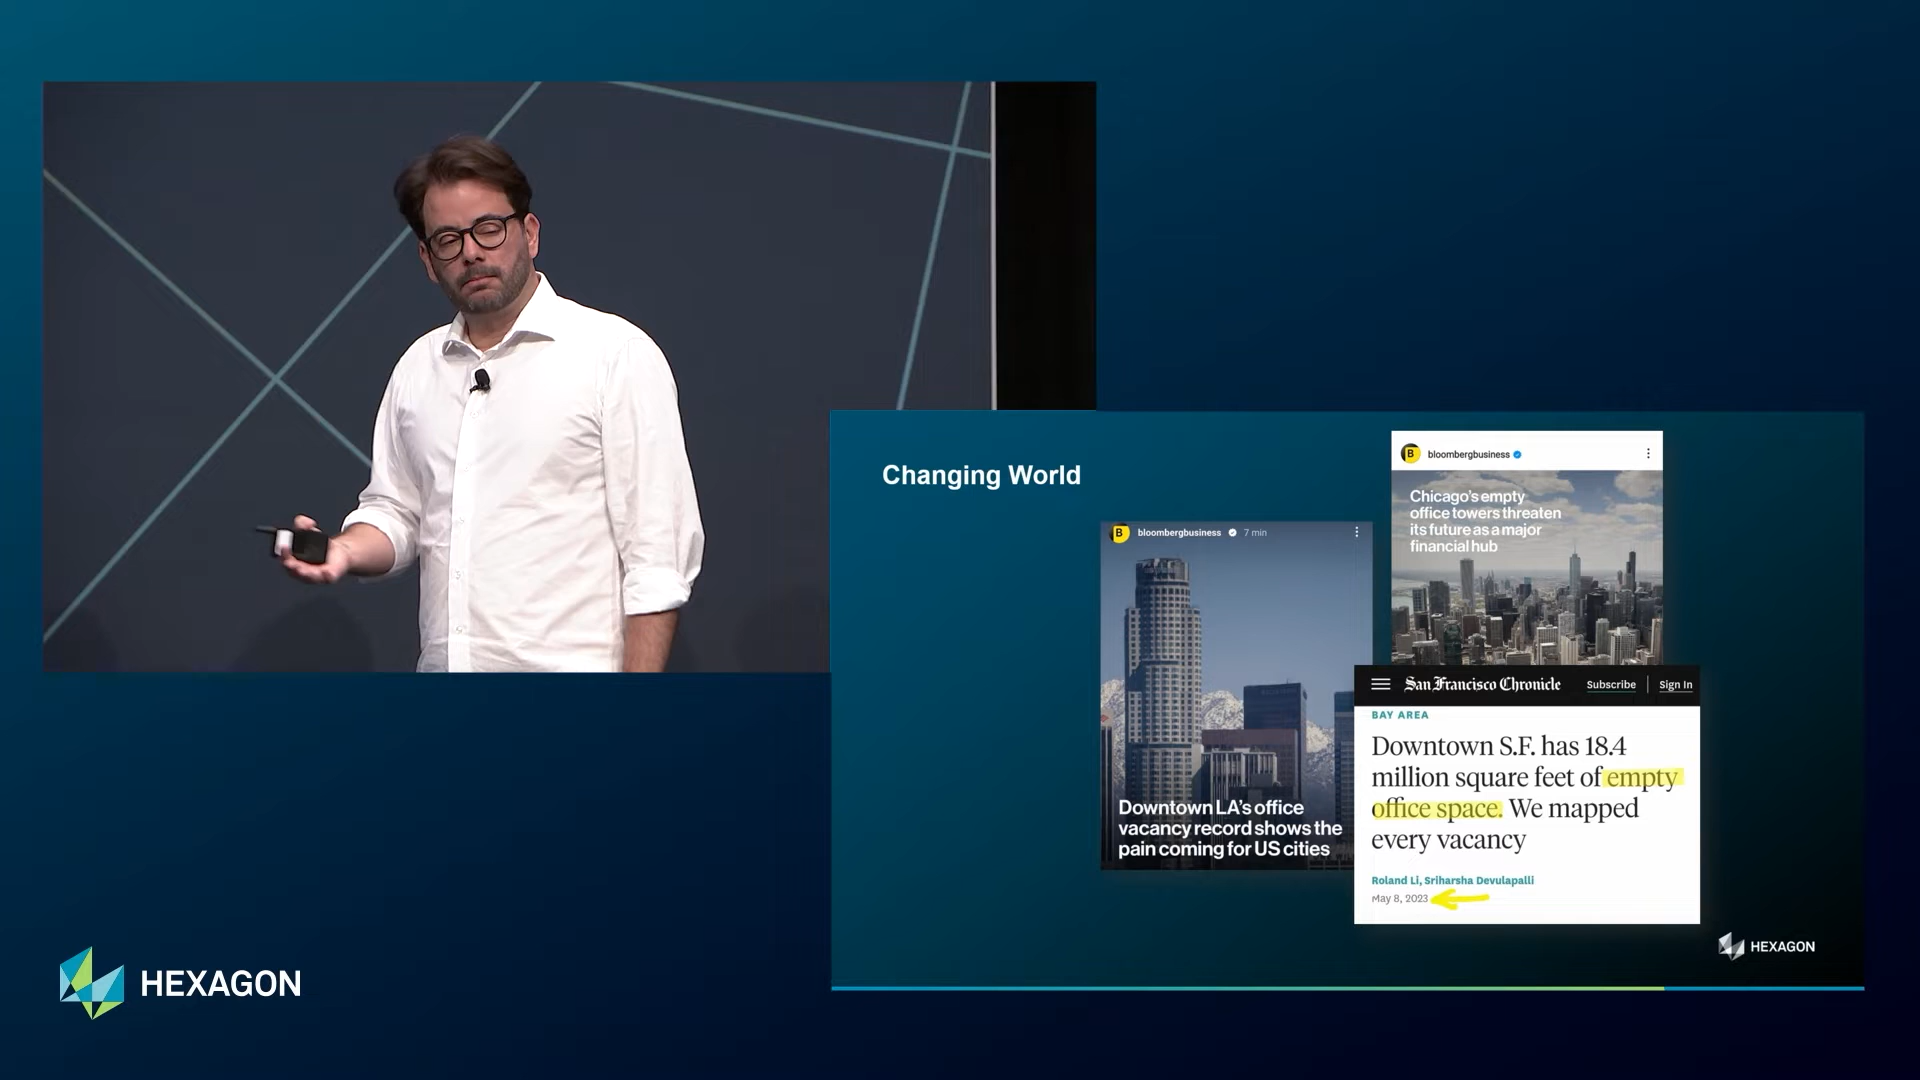 Changing World
B bloombergbusiness
Chicago's empty
office towers threaten
its future as a major
financial hub
B bloombergbusiness 7 min
Downtown LA's office
vacancy record shows the
pain coming for US cities
San Francisco Chronicle Subscribe Sign In
BAY AREA
Downtown S.F. has 18.4
million square feet of empty
office space. We mapped
every vacancy
Roland Li, Sriharsha Devulapalli
May 8, 2023
HEXAGON
HEXAGON